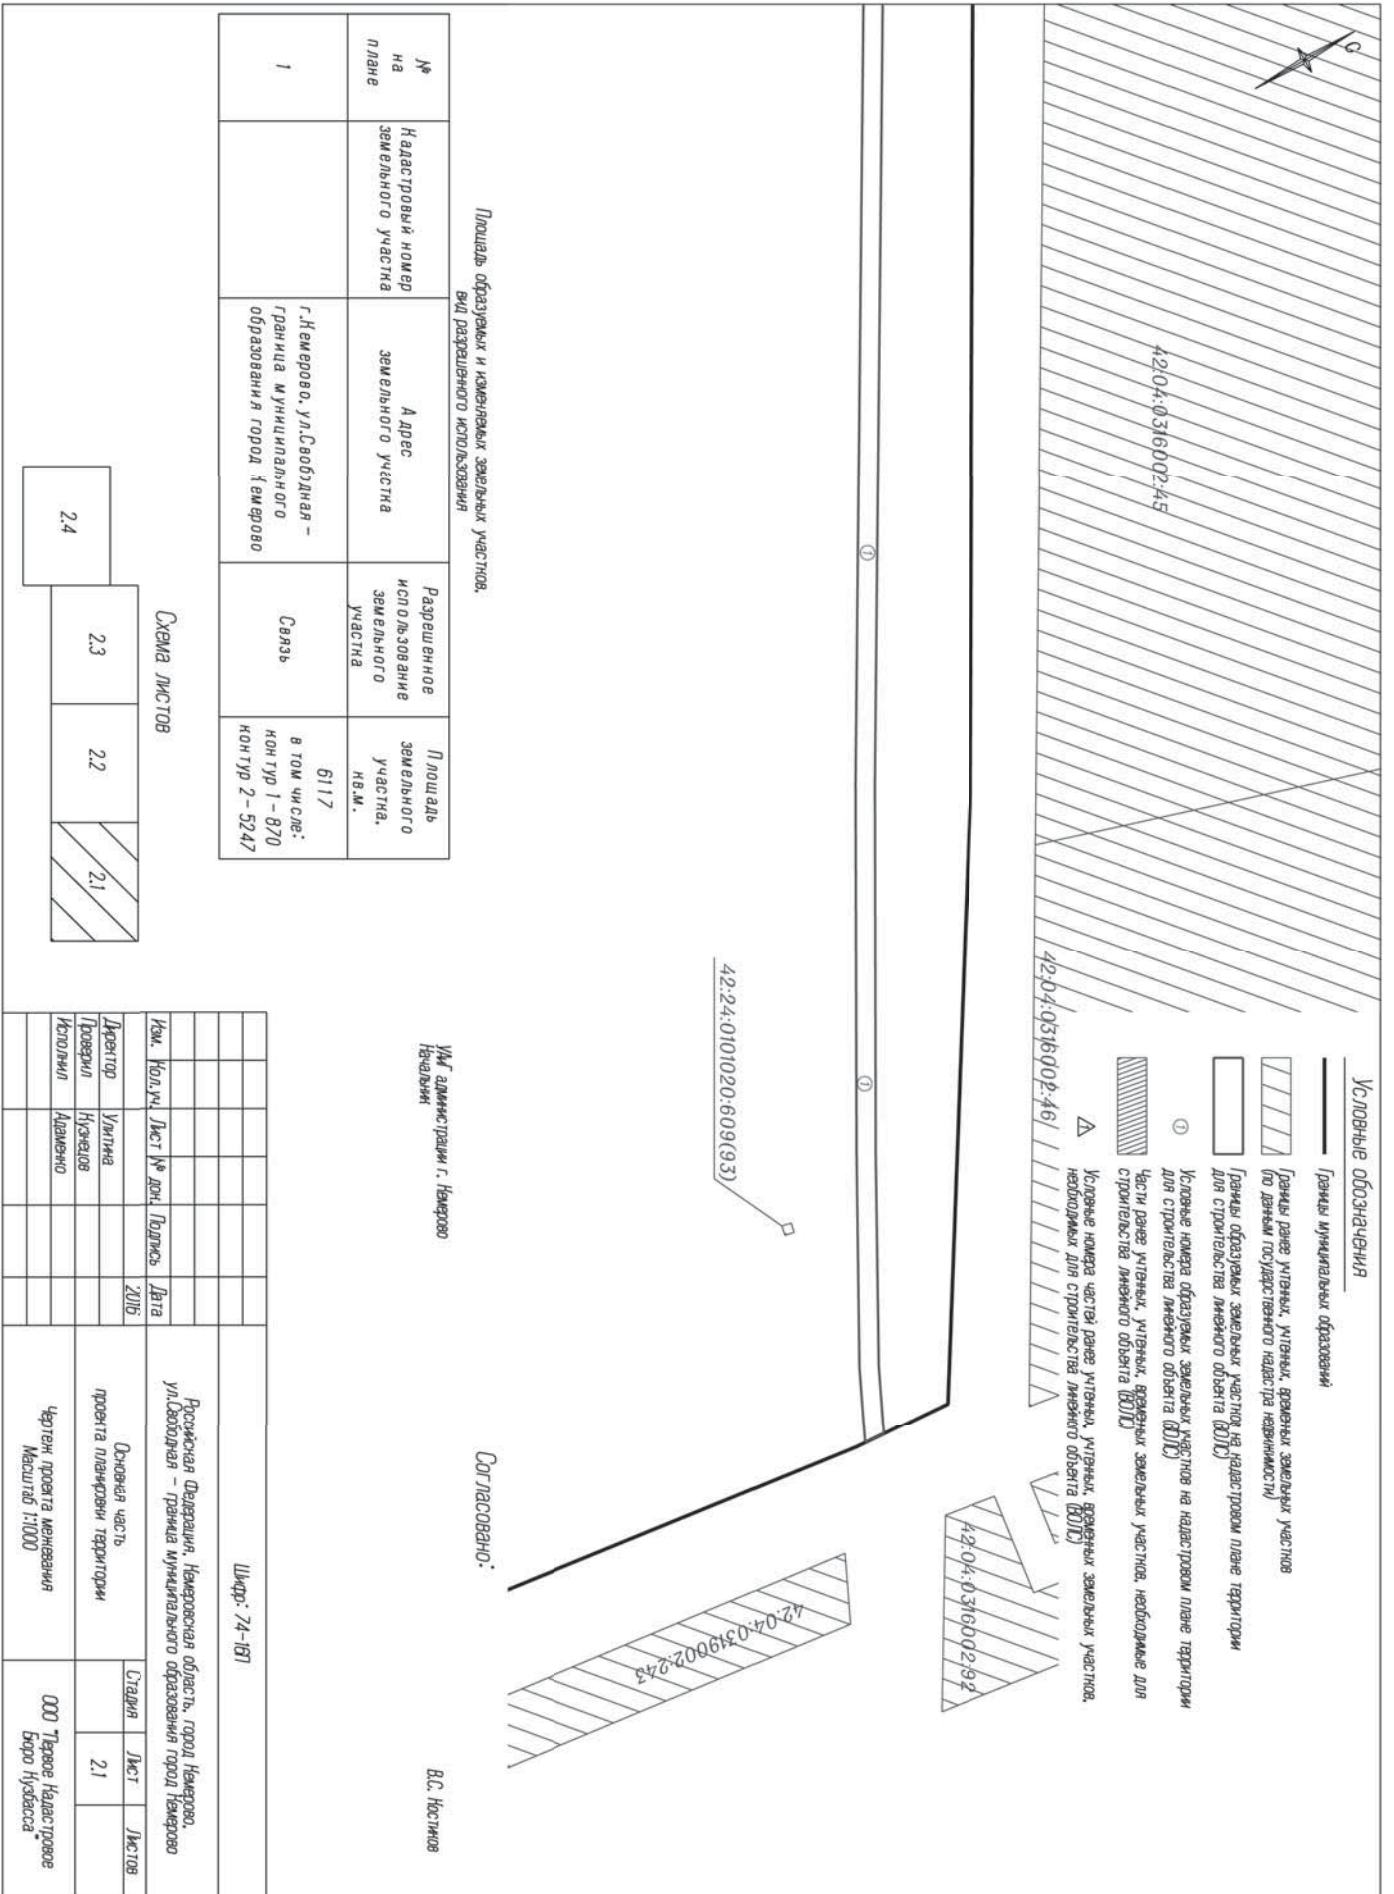 С
42:04:0316002:45
42:04:0316002:46
42:04:0316002:92
42:04:0319002:243
42:24:0101020:609(93)
1
1
Условные обозначения
Границы муниципальных образований
Границы ранее учтенных, учтенных, временных земельных участков
(по данным государственного кадастра недвижимости)
Границы образуемых земельных участков на кадастровом плане территории
для строительства линейного объекта (ВОЛС)
1
Условные номера образуемых земельных участков на кадастровом плане территории
для строительства линейного объекта (ВОЛС)
Части ранее учтенных, учтенных, временных земельных участков, необходимые для
строительства линейного объекта (ВОЛС)
1
Условные номера частей ранее учтенных, учтенных, временных земельных участков,
необходимых для строительства линейного объекта (ВОЛС)
Площадь образуемых и изменяемых земельных участков,
вид разрешенного использования
№
на
плане
Кадастровый номер
земельного участка
Адрес
земельного участка
Разрешенное
использование
земельного
участка
Площадь
земельного
участка,
кв.м.
1
г.Кемерово, ул.Свободная –
граница муниципального
образования город Кемерово
Связь
6117
в том числе:
контур 1 – 870
контур 2 – 5247
Схема листов
2.4
2.3
2.2
2.1
Согласовано:
УАиГ администрации г. Кемерово
Начальник
В.С. Костиков
Шифр: 74-16П
Российская Федерация, Кемеровская область, город Кемерово,
ул.Свободная – граница муниципального образования город Кемерово
Изм. Кол.уч. Лист № док. Подпись Дата
Директор Улитина 2016
Проверил Кузнецов
Исполнил Адаменко
Основная часть
проекта планировки территории
Стадия Лист Листов
2.1
Чертеж проекта межевания
Масштаб 1:1000
ООО "Первое Кадастровое
Бюро Кузбасса"